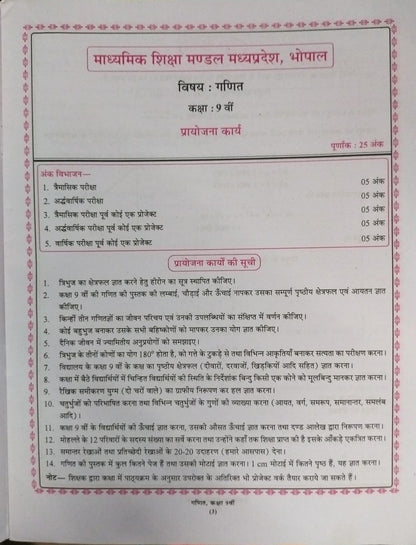 माध्यमिक शिक्षा मण्डल मध्यप्रदेश, भोपाल
विषय : गणित
कक्षा : 9 वीं
प्रायोजना कार्य
पूर्णांक : 25 अंक
अंक विभाजन—
1. त्रैमासिक परीक्षा 05 अंक
2. अर्द्धवार्षिक परीक्षा 05 अंक
3. त्रैमासिक परीक्षा पूर्व कोई एक प्रोजेक्ट 05 अंक
4. अर्द्धवार्षिक परीक्षा पूर्व कोई एक प्रोजेक्ट 05 अंक
5. वार्षिक परीक्षा पूर्व कोई एक प्रोजेक्ट 05 अंक
प्रायोजना कार्यों की सूची
1. त्रिभुज का क्षेत्रफल ज्ञात करने हेतु हीरोन का सूत्र स्थापित कीजिए।
2. कक्षा 9 वीं की गणित की पुस्तक को लम्बाई, चौड़ाई और ऊँचाई नापकर उसका सम्पूर्ण पृष्ठीय क्षेत्रफल एवं आयतन ज्ञात
कीजिए।
3. किन्हीं तीन गणितज्ञों का जीवन परिचय एवं उनकी उपलब्धियों का संक्षिप्त में वर्णन कीजिए।
4. कोई बहुभुज बनाकर उसके सभी बहिष्कोणों को मापकर उनका योग ज्ञात कीजिए।
5. दैनिक जीवन में ज्यामितीय अनुप्रयोगों को समझाइए।
6. त्रिभुज के तीनों कोणों का योग 180° होता है, को गत्ते के टुकड़े से तथा विभिन्न आकृतियाँ बनाकर सत्यता का परीक्षण करना।
7. विद्यालय के कक्षा 9 वीं के कक्ष का पृष्ठीय क्षेत्रफल (दीवारों, दरवाजों, खिड़कियों आदि सहित) ज्ञात करना।
8. कक्षा में बैठे विद्यार्थियों में चिन्हित विद्यार्थियों की स्थिति के निर्देशांक बिन्दु किसी एक कोने को मूलबिन्दु मानकर ज्ञात करना।
9. रैखिक समीकरण युग्म (दो चरों वाले) का ग्राफीय निरूपण कर हल ज्ञात करना।
10. चतुर्भुजों को परिभाषित करना तथा विभिन्न चतुर्भुजों के गुणों की व्याख्या करना (आयत, वर्ग, समरूप, समानान्तर, समलंब
आदि)।
11. कक्षा 9 वीं के विद्यार्थियों की ऊँचाई ज्ञात करना, उसकी औसत ऊँचाई ज्ञात करना तथा दण्ड आलेख द्वारा निरूपण करना।
12. मोहल्ले के 12 परिवारों के सदस्य संख्या का सर्वे करना तथा उन्होंने कहाँ तक शिक्षा प्राप्त की है इसके आँकड़े एकत्रित करना।
13. समान्तर रेखाओं तथा प्रतिच्छेदी रेखाओं के 20-20 उदाहरण (हमारे आसपास) देना।
14. गणित की पुस्तक में कुल कितने पेज हैं तथा उसकी मोटाई ज्ञात करना। 1 cm मोटाई में कितने पृष्ठ हैं, यह ज्ञात करना।
नोट— शिक्षक द्वारा कक्षा में पाठ्यक्रम के अनुसार उपरोक्त के अतिरिक्त भी प्रोजेक्ट वर्क तैयार कराये जा सकते हैं।
गणित, कक्षा 9वीं
(3)